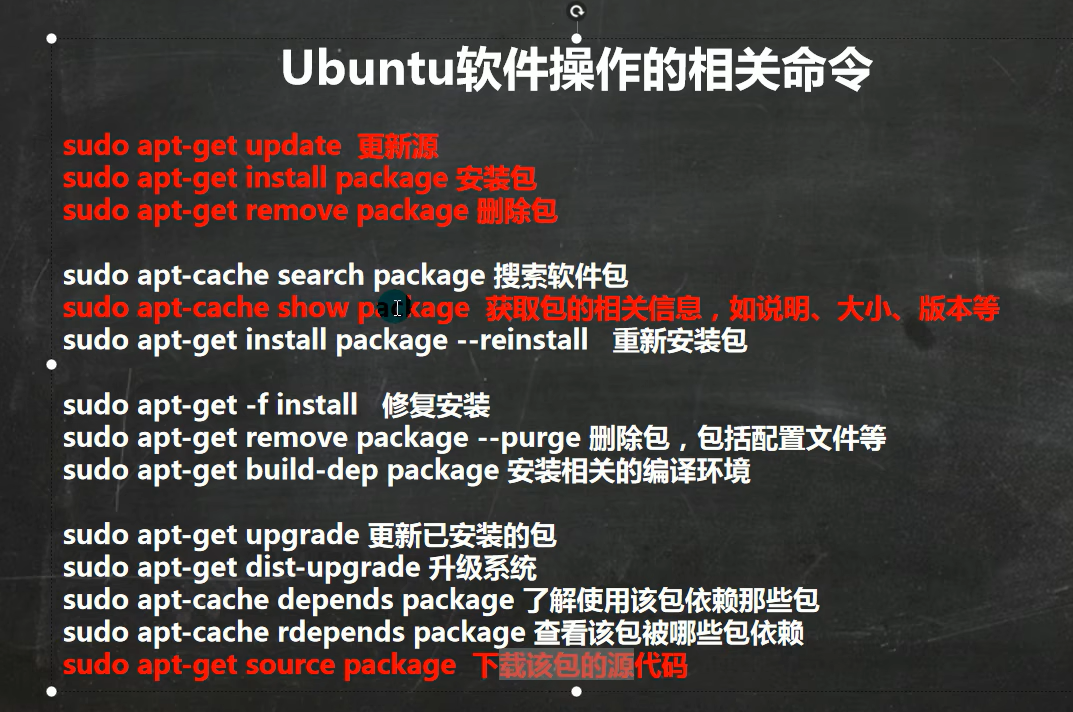 Ubuntu软件操作的相关命令
sudo apt-get update 更新源
sudo apt-get install package 安装包
sudo apt-get remove package 删除包
sudo apt-cache search package 搜索软件包
sudo apt-cache show package 获取包的相关信息，如说明、大小、版本等
sudo apt-get install package --reinstall 重新安装包
sudo apt-get -f install 修复安装
sudo apt-get remove package --purge 删除包，包括配置文件等
sudo apt-get build-dep package 安装相关的编译环境
sudo apt-get upgrade 更新已安装的包
sudo apt-get dist-upgrade 升级系统
sudo apt-cache depends package 了解使用该包依赖那些包
sudo apt-cache rdepends package 查看该包被哪些包依赖
sudo apt-get source package 下载该包的源代码